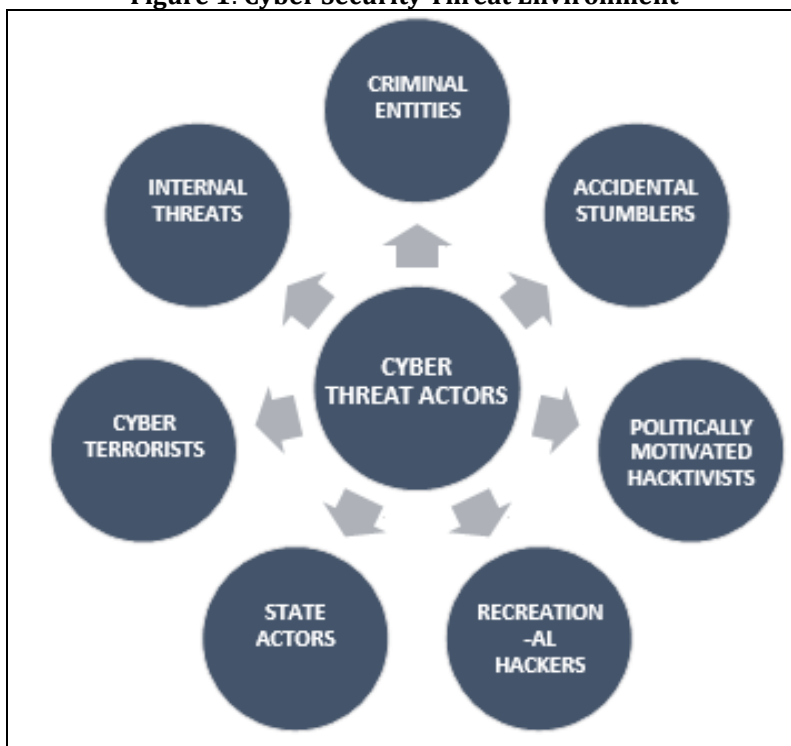 Figure 1: Cyber Security Threat Environment
CRIMINAL
ENTITIES
ACCIDENTAL
STUMBLERS
POLITICALLY
MOTIVATED
HACKTIVISTS
RECREATION
-AL
HACKERS
STATE
ACTORS
CYBER
TERRORISTS
INTERNAL
THREATS
CYBER
THREAT ACTORS